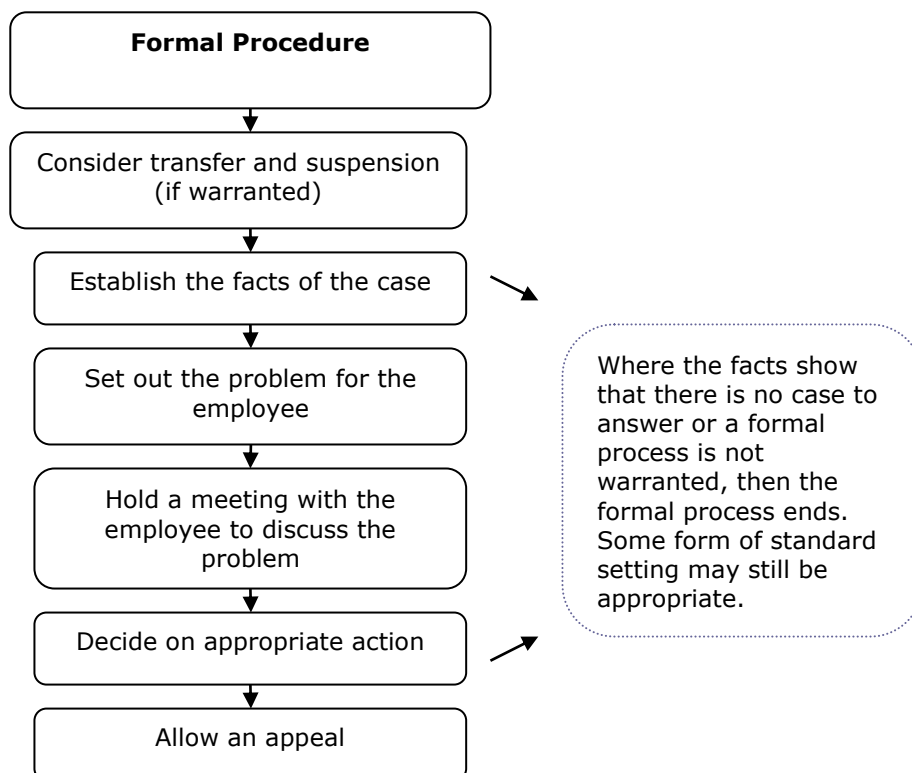 Formal Procedure
Consider transfer and suspension
(if warranted)
Establish the facts of the case
Set out the problem for the
employee
Hold a meeting with the
employee to discuss the
problem
Decide on appropriate action
Allow an appeal
Where the facts show
that there is no case to
answer or a formal
process is not
warranted, then the
formal process ends.
Some form of standard
setting may still be
appropriate.